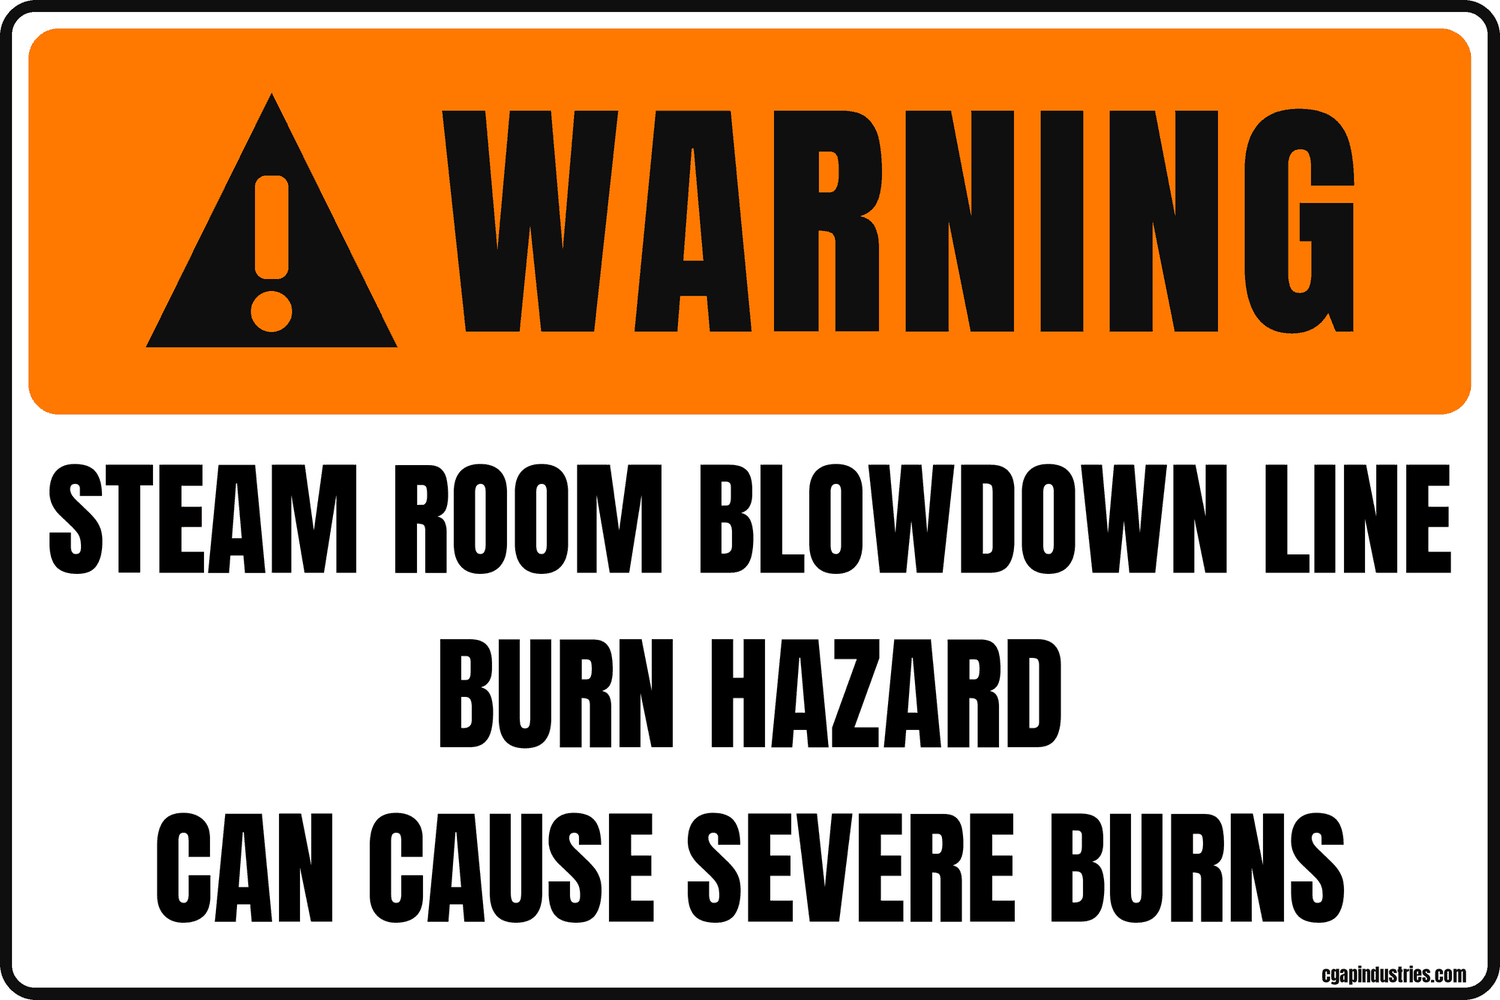 WARNING
STEAM ROOM BLOWDOWN LINE
BURN HAZARD
CAN CAUSE SEVERE BURNS
cgapindustries.com